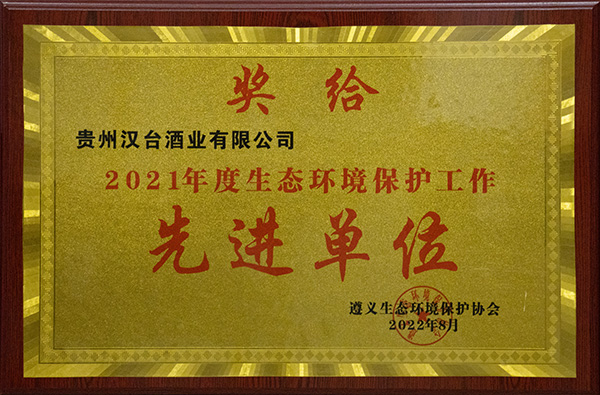 奖给
贵州汉台酒业有限公司
2021年度生态环境保护工作
先进单位
遵义生态环境保护协会
2022年8月